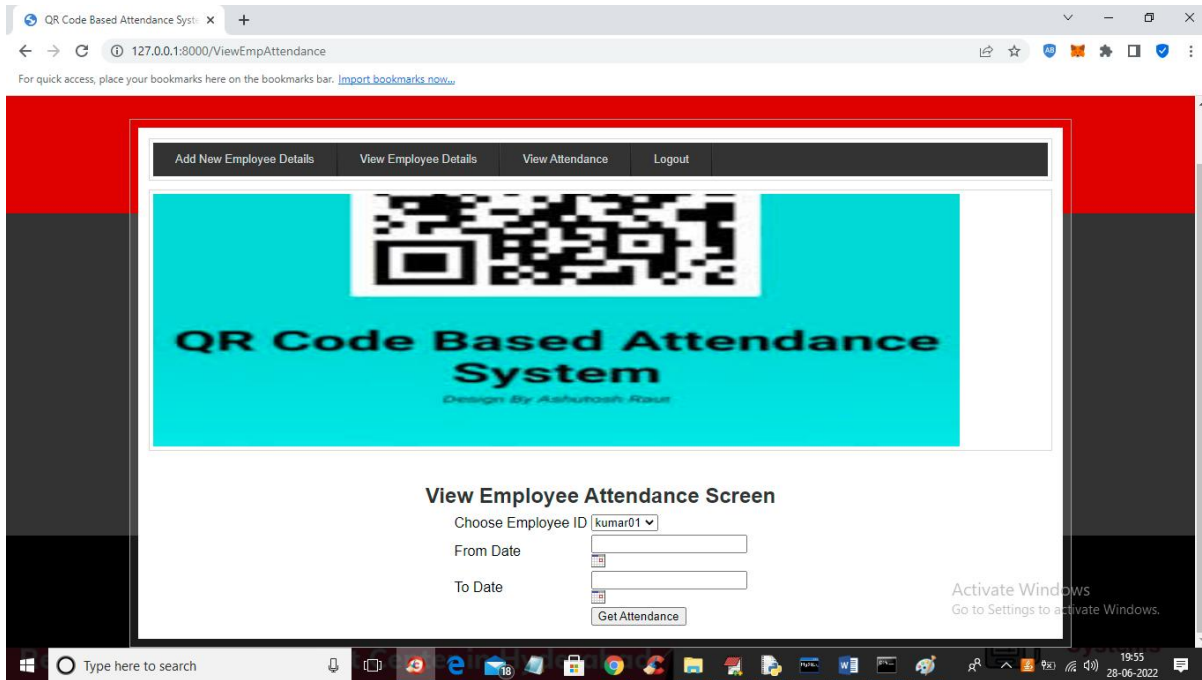 QR Code Based Attendance Syst
127.0.0.1:8000/ViewEmpAttendance
AB
For quick access, place your bookmarks here on the bookmarks bar. Import bookmarks now...
Add New Employee Details View Employee Details View Attendance Logout
QR Code Based Attendance
System
Design By Ashutosh Raut
View Employee Attendance Screen
Choose Employee ID kumar01
From Date
To Date
Get Attendance
Activate Windows
Go to Settings to activate Windows.
Systems
Type here to search
18
19:55
28-06-2022